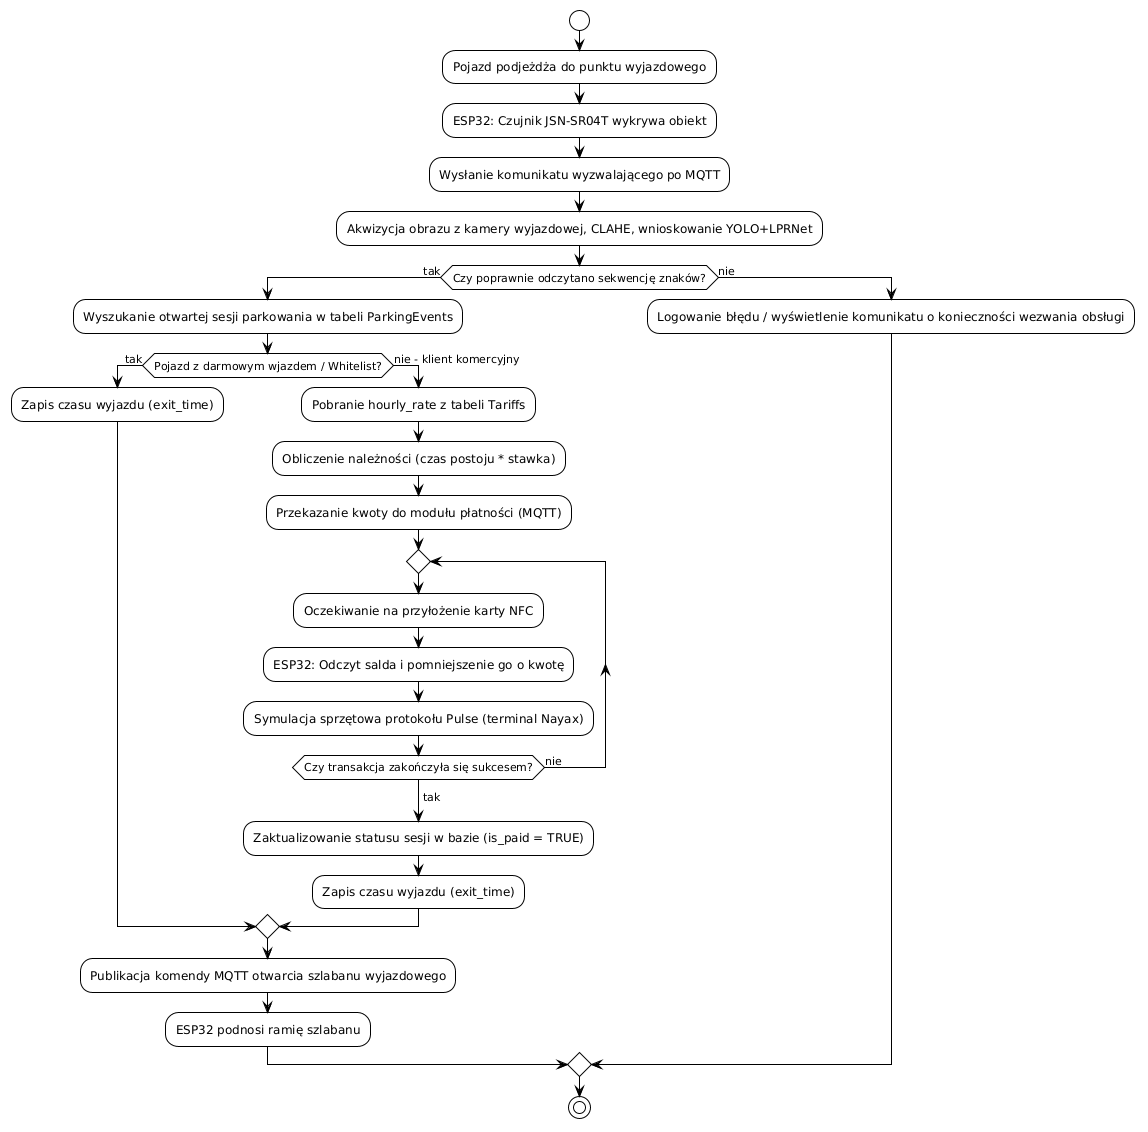 Pojazd podjeżdża do punktu wyjazdowego
ESP32: Czujnik JSN-SR04T wykrywa obiekt
Wysłanie komunikatu wyzwalającego po MQTT
Akwizycja obrazu z kamery wyjazdowej, CLAHE, wnioskowanie YOLO+LPRNet
tak
Czy poprawnie odczytano sekwencję znaków?
nie
Wyszukanie otwartej sesji parkowania w tabeli ParkingEvents
Logowanie błędu / wyświetlenie komunikatu o konieczności wezwania obsługi
tak
Pojazd z darmowym wjazdem / Whitelist?
nie - klient komercyjny
Zapis czasu wyjazdu (exit_time)
Pobranie hourly_rate z tabeli Tariffs
Obliczenie należności (czas postoju * stawka)
Przekazanie kwoty do modułu płatności (MQTT)
Oczekiwanie na przyłożenie karty NFC
ESP32: Odczyt salda i pomniejszenie go o kwotę
Symulacja sprzętowa protokołu Pulse (terminal Nayax)
Czy transakcja zakończyła się sukcesem?
nie
tak
Zaktualizowanie statusu sesji w bazie (is_paid = TRUE)
Zapis czasu wyjazdu (exit_time)
Publikacja komendy MQTT otwarcia szlabanu wyjazdowego
ESP32 podnosi ramię szlabanu